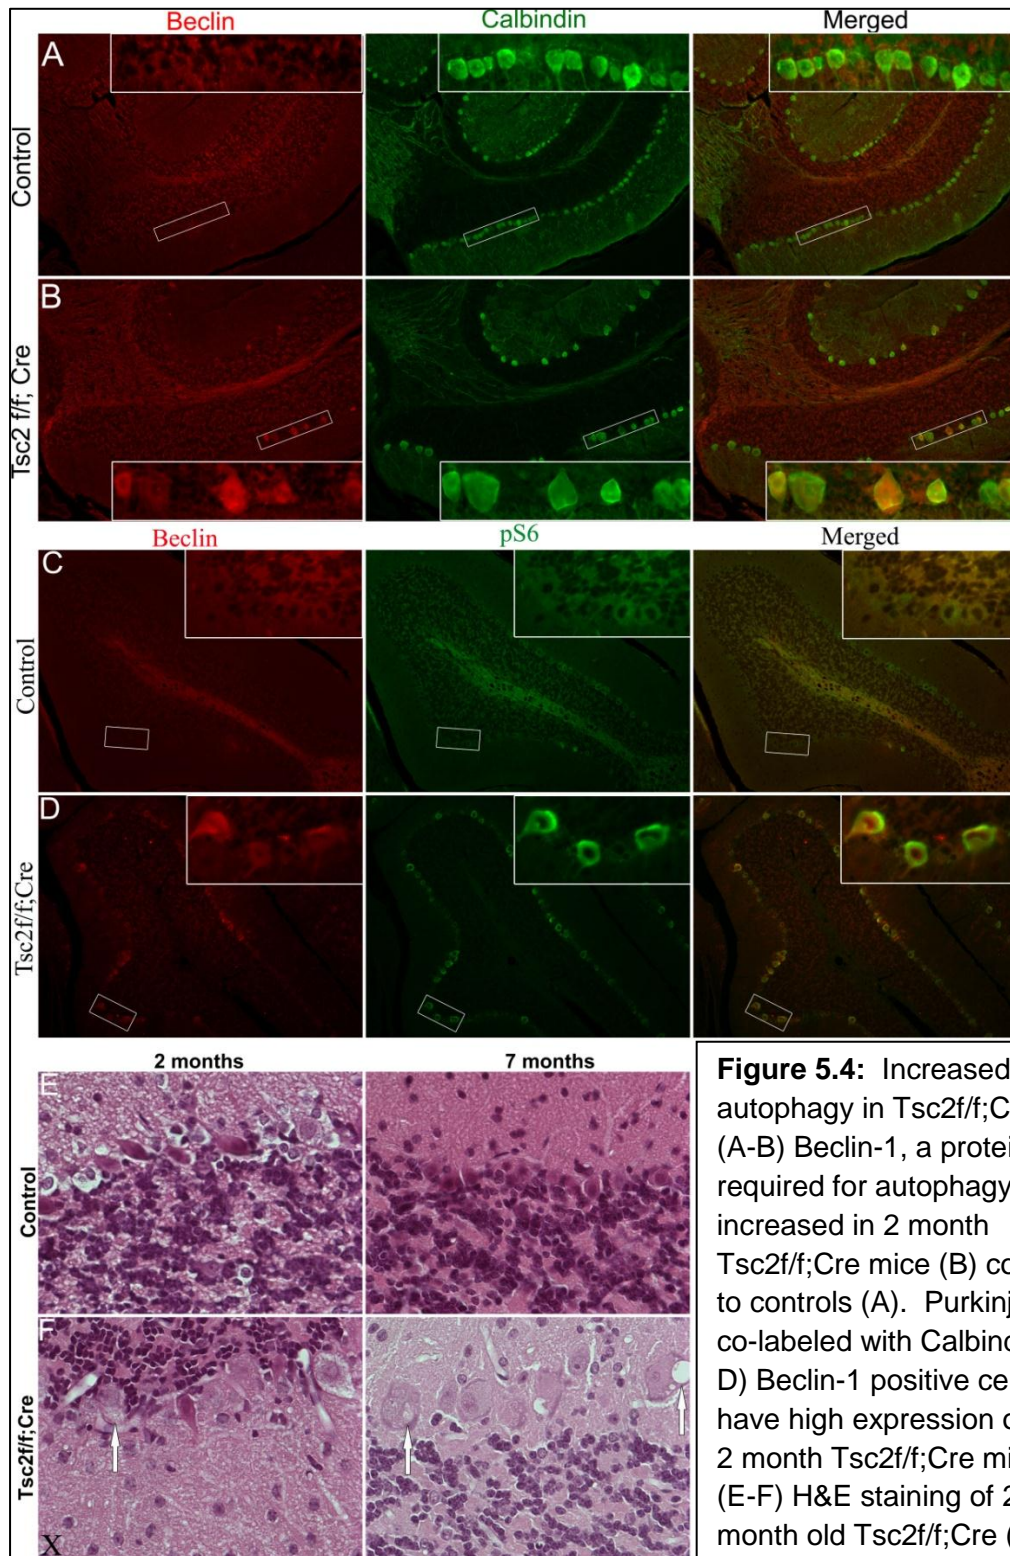 Beclin Calbindin Merged
A
Control
B
Tsc2 f/f; Cre
Beclin pS6 Merged
C
Control
D
Tsc2f/f;Cre
2 months 7 months
E
Control
F
Tsc2f/f;Cre
X
Figure 5.4: Increased
autophagy in Tsc2f/f;C
(A-B) Beclin-1, a protei
required for autophagy
increased in 2 month
Tsc2f/f;Cre mice (B) co
to controls (A). Purkinj
co-labeled with Calbind
D) Beclin-1 positive ce
have high expression o
2 month Tsc2f/f;Cre mi
(E-F) H&E staining of 2
month old Tsc2f/f;Cre (